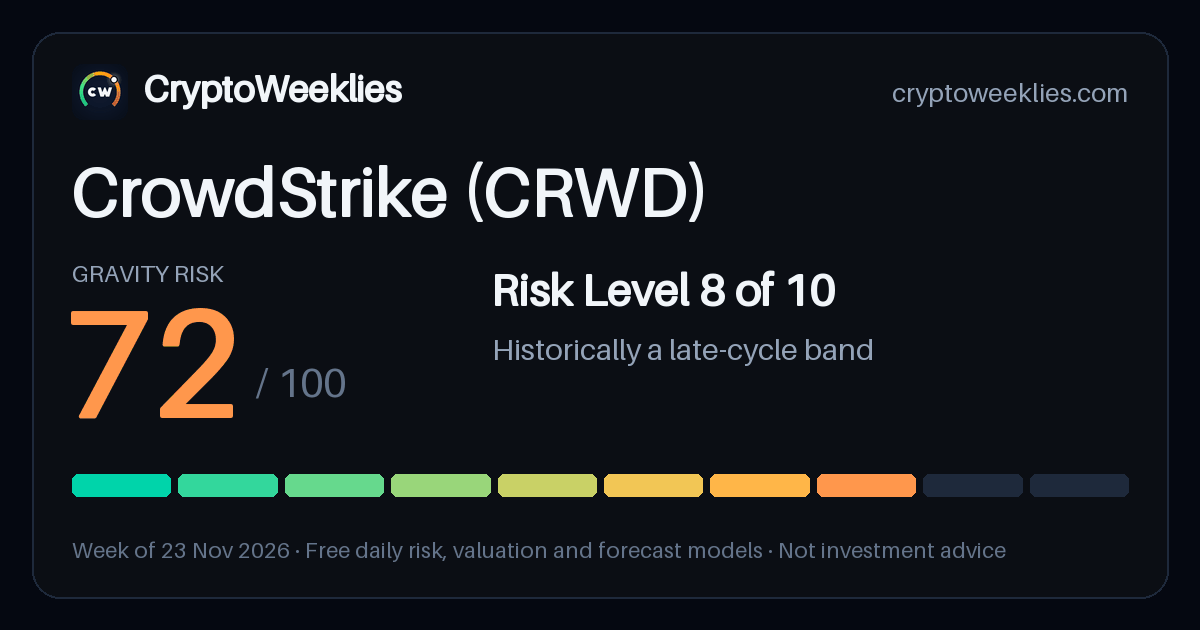 CW
CryptoWeeklies
cryptoweeklies.com
CrowdStrike (CRWD)
GRAVITY RISK
72 / 100
Risk Level 8 of 10
Historically a late-cycle band
Week of 23 Nov 2026 · Free daily risk, valuation and forecast models · Not investment advice